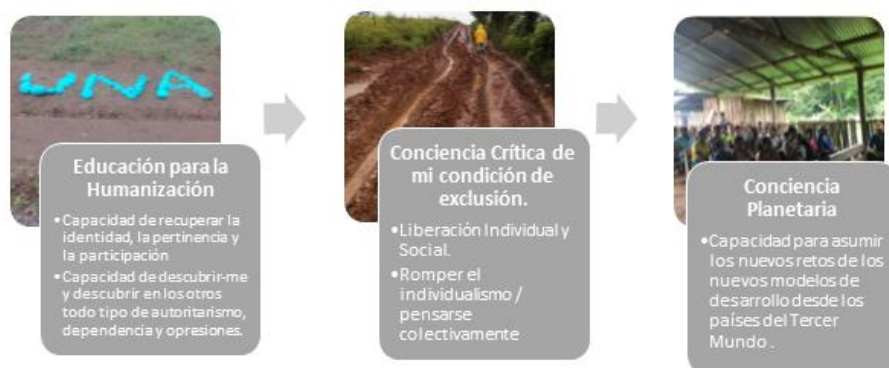 UNA
Educación para la
Humanización
•Capacidad de recuperar la
identidad, la pertinencia y
la participación
•Capacidad de descubrir-me
y descubrir en los otros
todo tipo de autoritarismo,
dependencia y opresiones.
Conciencia Crítica de
mi condición de
exclusión.
•Liberación Individual y
Social.
•Romper el
individualismo /
pensarse
colectivamente
Conciencia
Planetaria
•Capacidad para asumir
los nuevos retos de los
nuevos modelos de
desarrollo desde los
países del Tercer
Mundo .